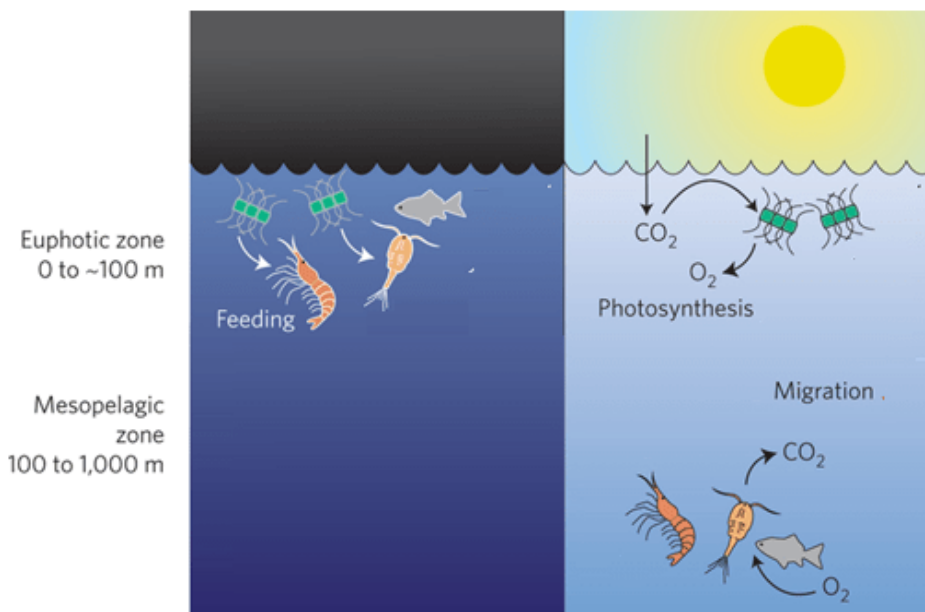 Euphotic zone
0 to ~100 m
Feeding
Mesopelagic
zone
100 to 1,000 m
CO₂
O₂
Photosynthesis
Migration
CO₂
O₂